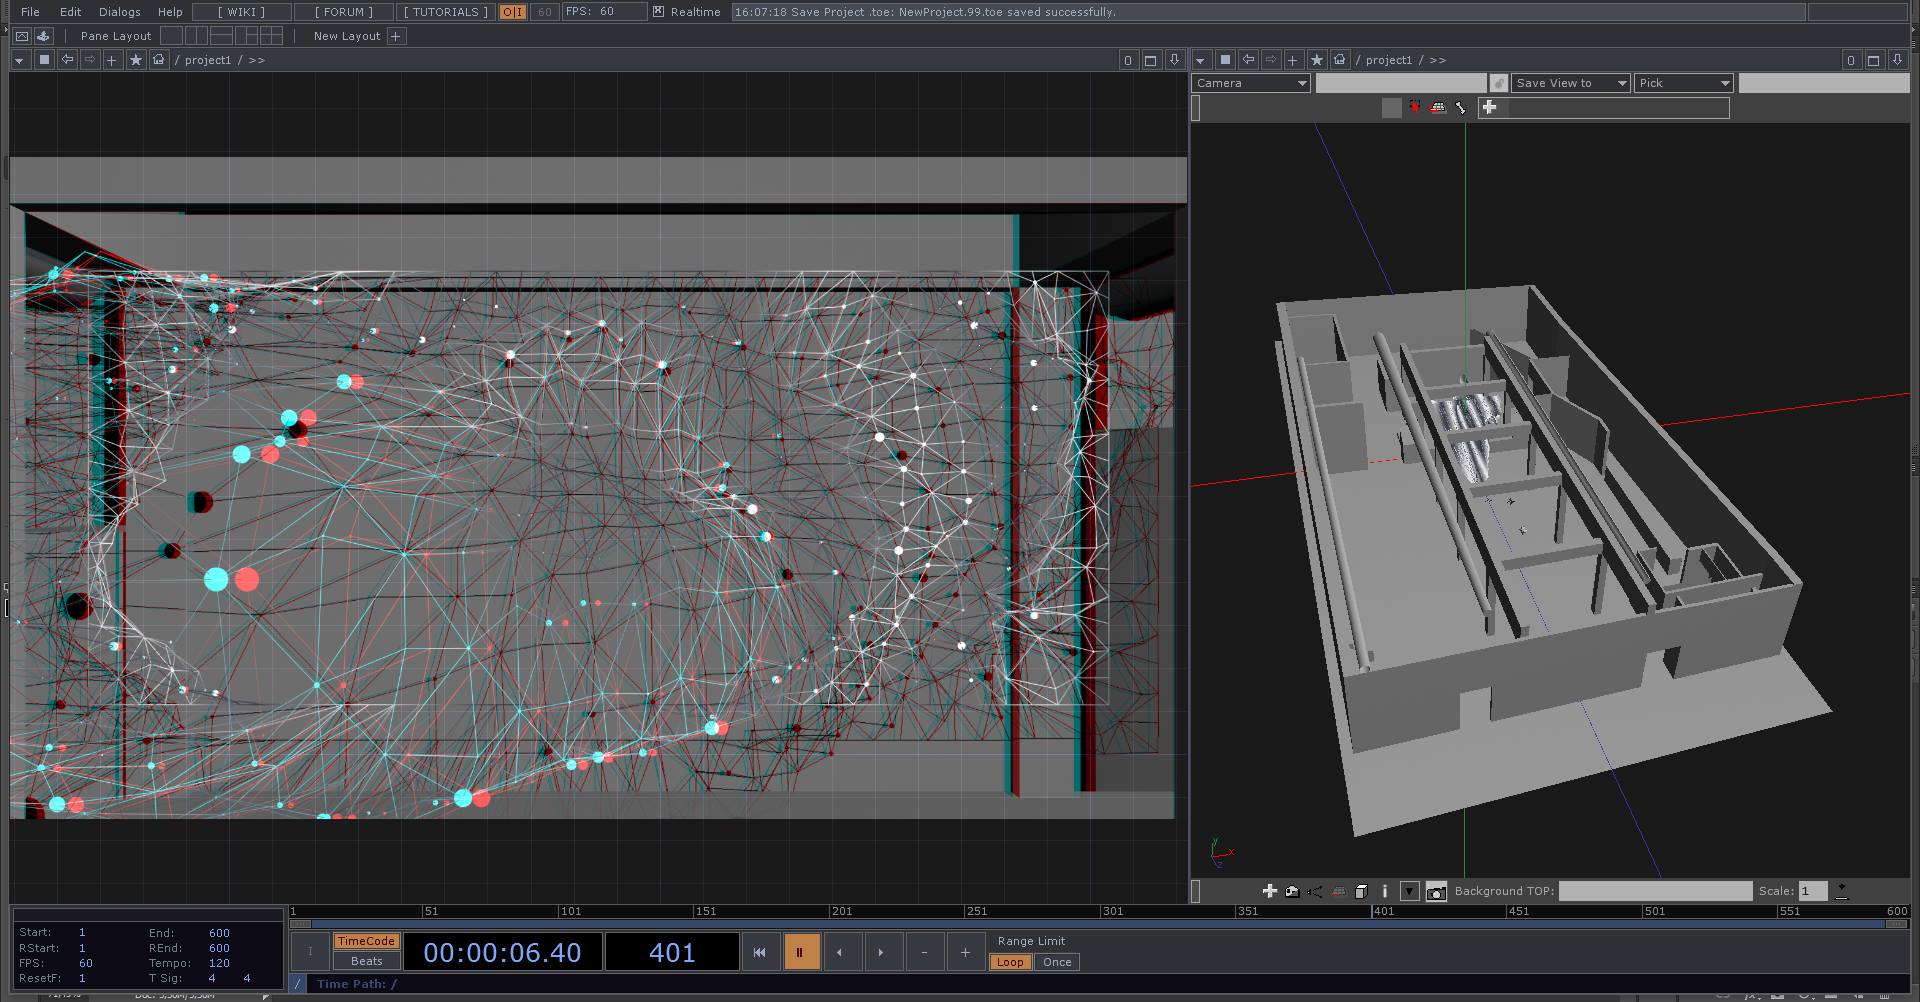 File Edit Dialogs Help [ WIKI ] [ FORUM ] [ TUTORIALS ] O|I 60 FPS: 60 Realtime 16:07:18 Save Project .toe: NewProject.99.toe saved successfully.
Pane Layout New Layout +
/ project1 / >> 0
/ project1 / >> 0
Camera Save View to Pick
y
x
z
Background TOP: Scale: 1
1 51 101 151 201 251 301 351 401 451 501 551 600
Start: 1 End: 600
RStart: 1 REnd: 600
FPS: 60 Tempo: 120
ResetF: 1 T Sig: 4 4
TimeCode
Beats
00:00:06.40 401
Range Limit
Loop Once
/ Time Path: /